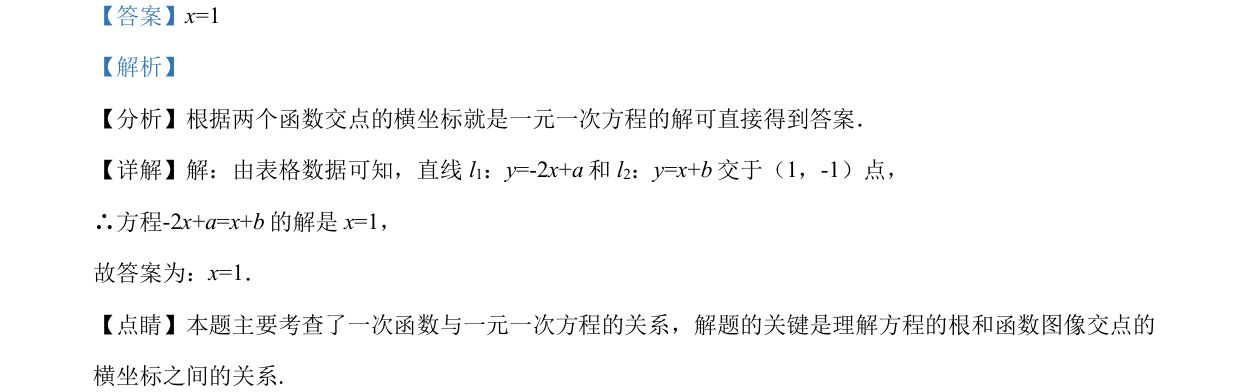 【答案】x=1
【解析】
【分析】根据两个函数交点的横坐标就是一元一次方程的解可直接得到答案．
【详解】解：由表格数据可知，直线 l₁：y=-2x+a 和 l₂：y=x+b 交于（1，-1）点，
∴方程-2x+a=x+b 的解是 x=1，
故答案为：x=1．
【点睛】本题主要考查了一次函数与一元一次方程的关系，解题的关键是理解方程的根和函数图像交点的
横坐标之间的关系.